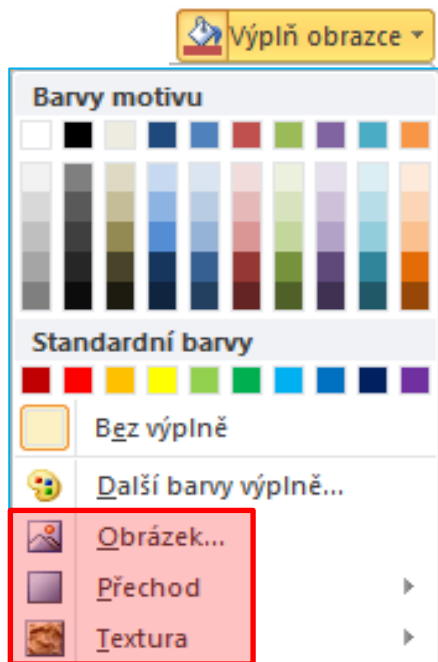 Výplň obrazce
Barvy motivu
Standardní barvy
Bez výplně
Další barvy výplně...
Obrázek...
Přechod
Textura